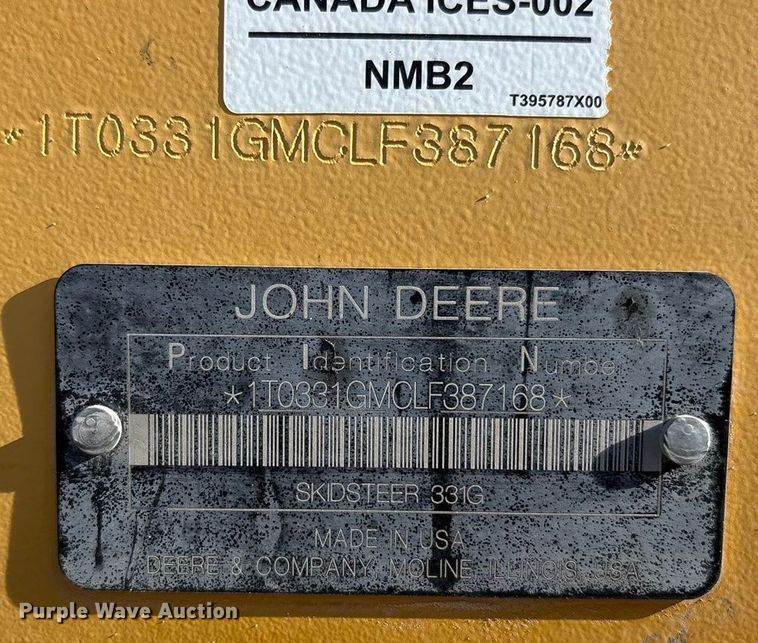 CANADA ICES-002
NMB2
T395787X00
*1T0331GMCLF387168*
JOHN DEERE
Product Identification Numbe
*1T0331GMCLF387168*
SKIDSTEER 331G
MADE IN USA
DEERE & COMPANY MOLINE ILLINOIS USA
Purple Wave Auction